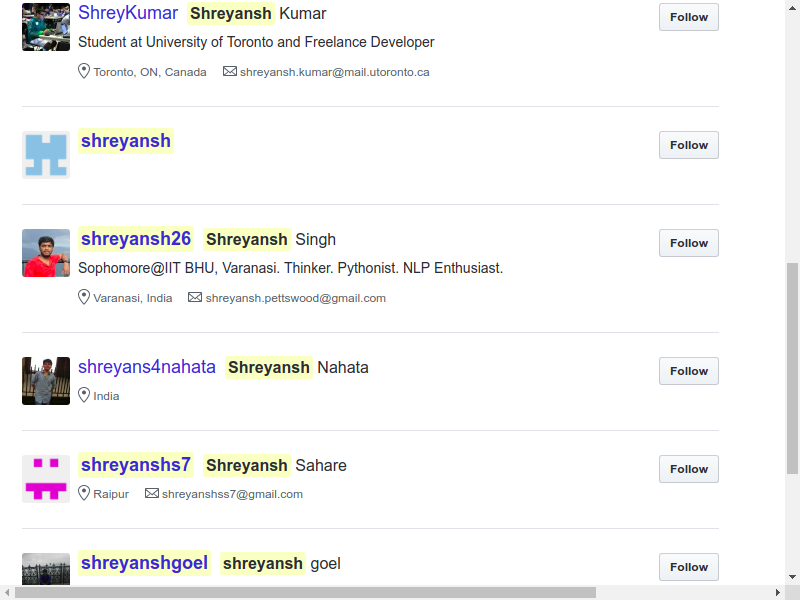 ShreyKumar Shreyansh Kumar Follow
Student at University of Toronto and Freelance Developer
Toronto, ON, Canada shreyansh.kumar@mail.utoronto.ca
shreyansh Follow
shreyansh26 Shreyansh Singh Follow
Sophomore@IIT BHU, Varanasi. Thinker. Pythonist. NLP Enthusiast.
Varanasi, India shreyansh.pettswood@gmail.com
shreyans4nahata Shreyansh Nahata Follow
India
shreyanshs7 Shreyansh Sahare Follow
Raipur shreyanshss7@gmail.com
shreyanshgoel shreyansh goel Follow